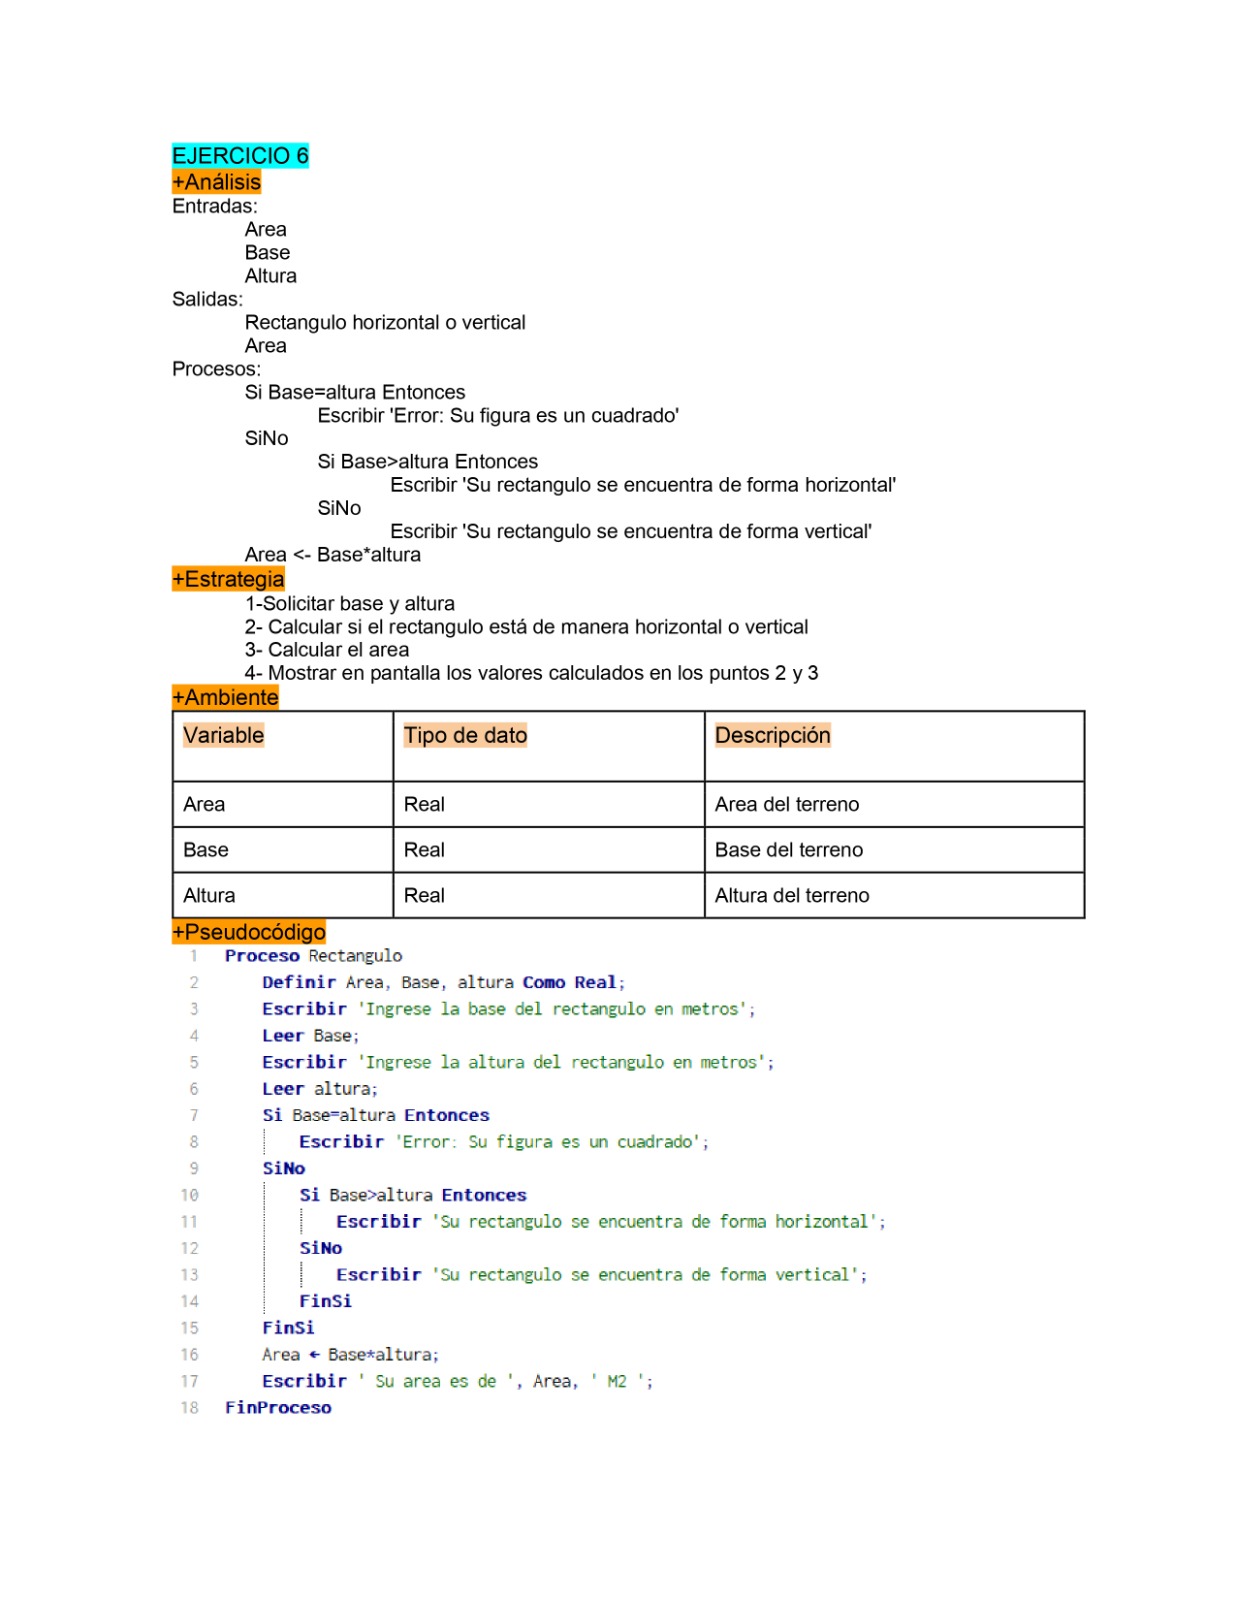 EJERCICIO 6
+Análisis
Entradas:
Area
Base
Altura
Salidas:
Rectangulo horizontal o vertical
Area
Procesos:
Si Base=altura Entonces
Escribir 'Error: Su figura es un cuadrado'
SiNo
Si Base>altura Entonces
Escribir 'Su rectangulo se encuentra de forma horizontal'
SiNo
Escribir 'Su rectangulo se encuentra de forma vertical'
Area <- Base*altura
+Estrategia
1-Solicitar base y altura
2- Calcular si el rectangulo está de manera horizontal o vertical
3- Calcular el area
4- Mostrar en pantalla los valores calculados en los puntos 2 y 3
+Ambiente
Variable Tipo de dato Descripción
Area Real Area del terreno
Base Real Base del terreno
Altura Real Altura del terreno
+Pseudocódigo
1 Proceso Rectangulo
2 Definir Area, Base, altura Como Real;
3 Escribir 'Ingrese la base del rectangulo en metros';
4 Leer Base;
5 Escribir 'Ingrese la altura del rectangulo en metros';
6 Leer altura;
7 Si Base=altura Entonces
8 Escribir 'Error: Su figura es un cuadrado';
9 SiNo
10 Si Base>altura Entonces
11 Escribir 'Su rectangulo se encuentra de forma horizontal';
12 SiNo
13 Escribir 'Su rectangulo se encuentra de forma vertical';
14 FinSi
15 FinSi
16 Area ← Base*altura;
17 Escribir ' Su area es de ', Area, ' M2 ';
18 FinProceso